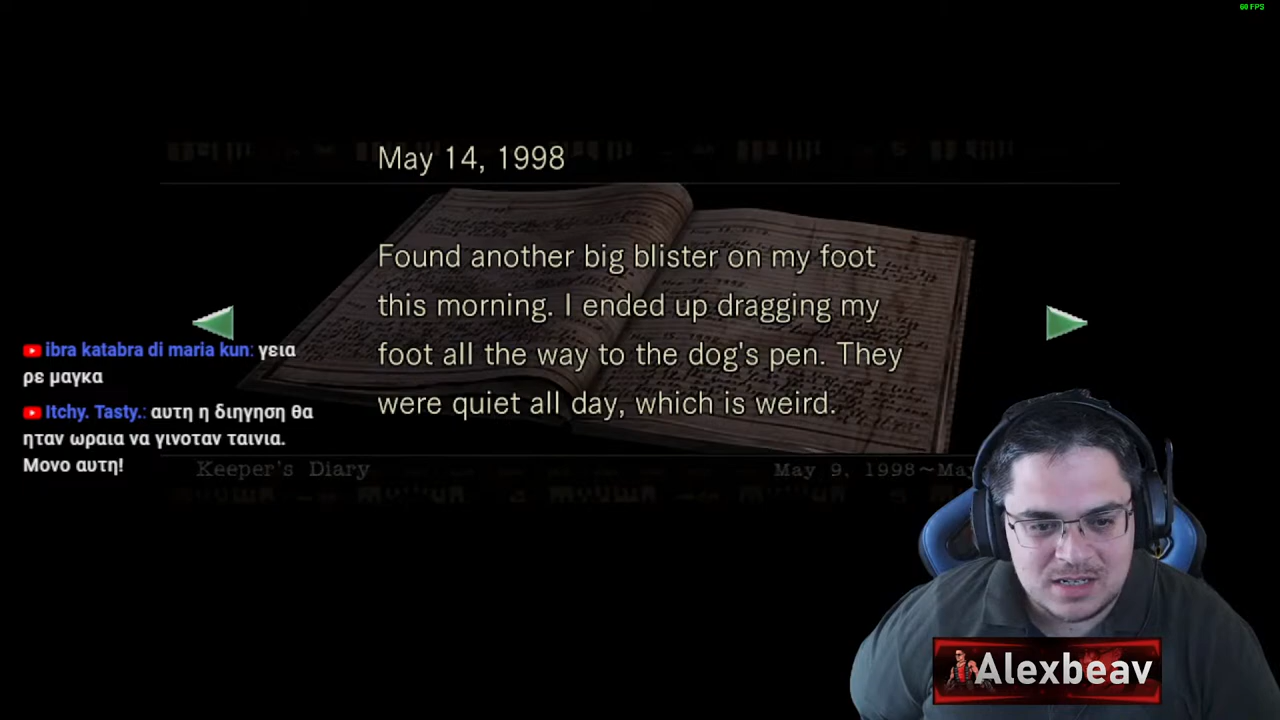 60 FPS
May 14, 1998
Found another big blister on my foot
this morning. I ended up dragging my
foot all the way to the dog's pen. They
were quiet all day, which is weird.
ibra katabra di maria kun: γεια
ρε μαγκα
Itchy. Tasty.: αυτη η διηγηση θα
ηταν ωραια να γινοταν ταινια.
Μονο αυτη!
Keeper's Diary
May 9, 1998~May
Alexbeav